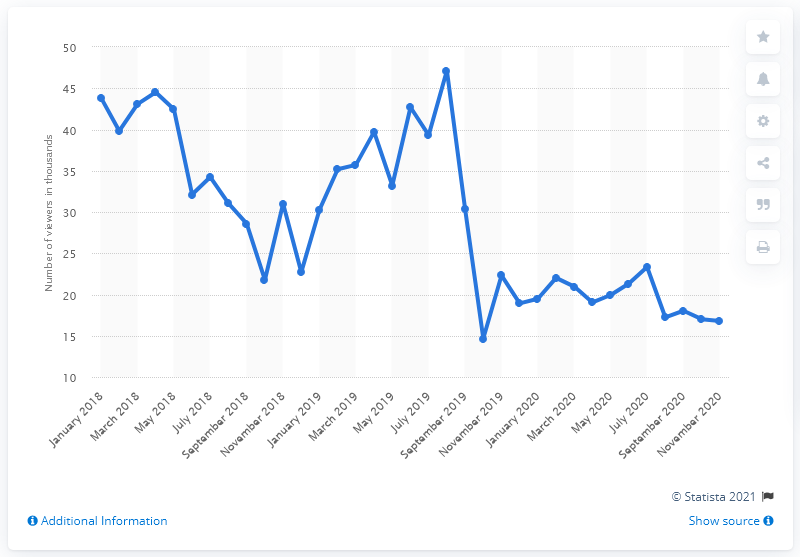 50
45
40
35
30
25
20
15
10
Number of viewers in thousands
January 2018
March 2018
May 2018
July 2018
September 2018
November 2018
January 2019
March 2019
May 2019
July 2019
September 2019
November 2019
January 2020
March 2020
May 2020
July 2020
September 2020
November 2020
© Statista 2021
Additional Information
Show source